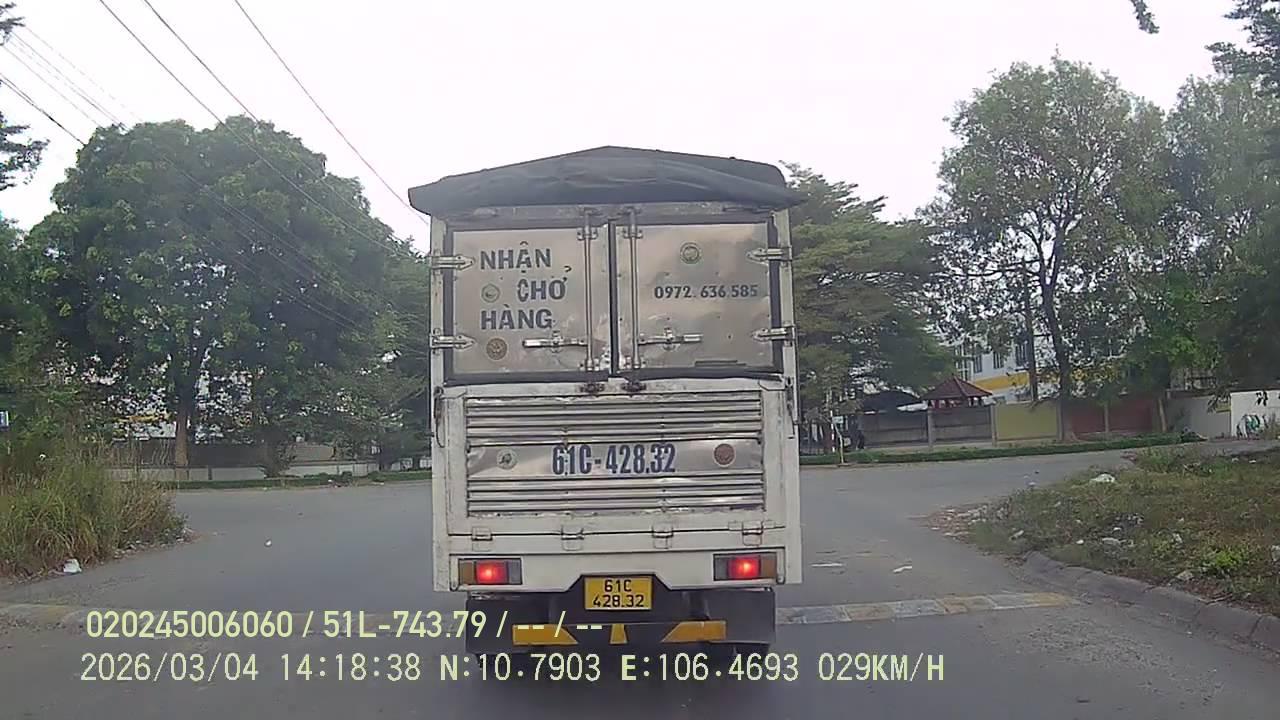 NHẬN
CHỞ
HÀNG
0972.636.585
61C-428.32
61C
428.32
020245006060 / 51L-743.79 / -- / --
2026/03/04 14:18:38 N:10.7903 E:106.4693 029KM/H